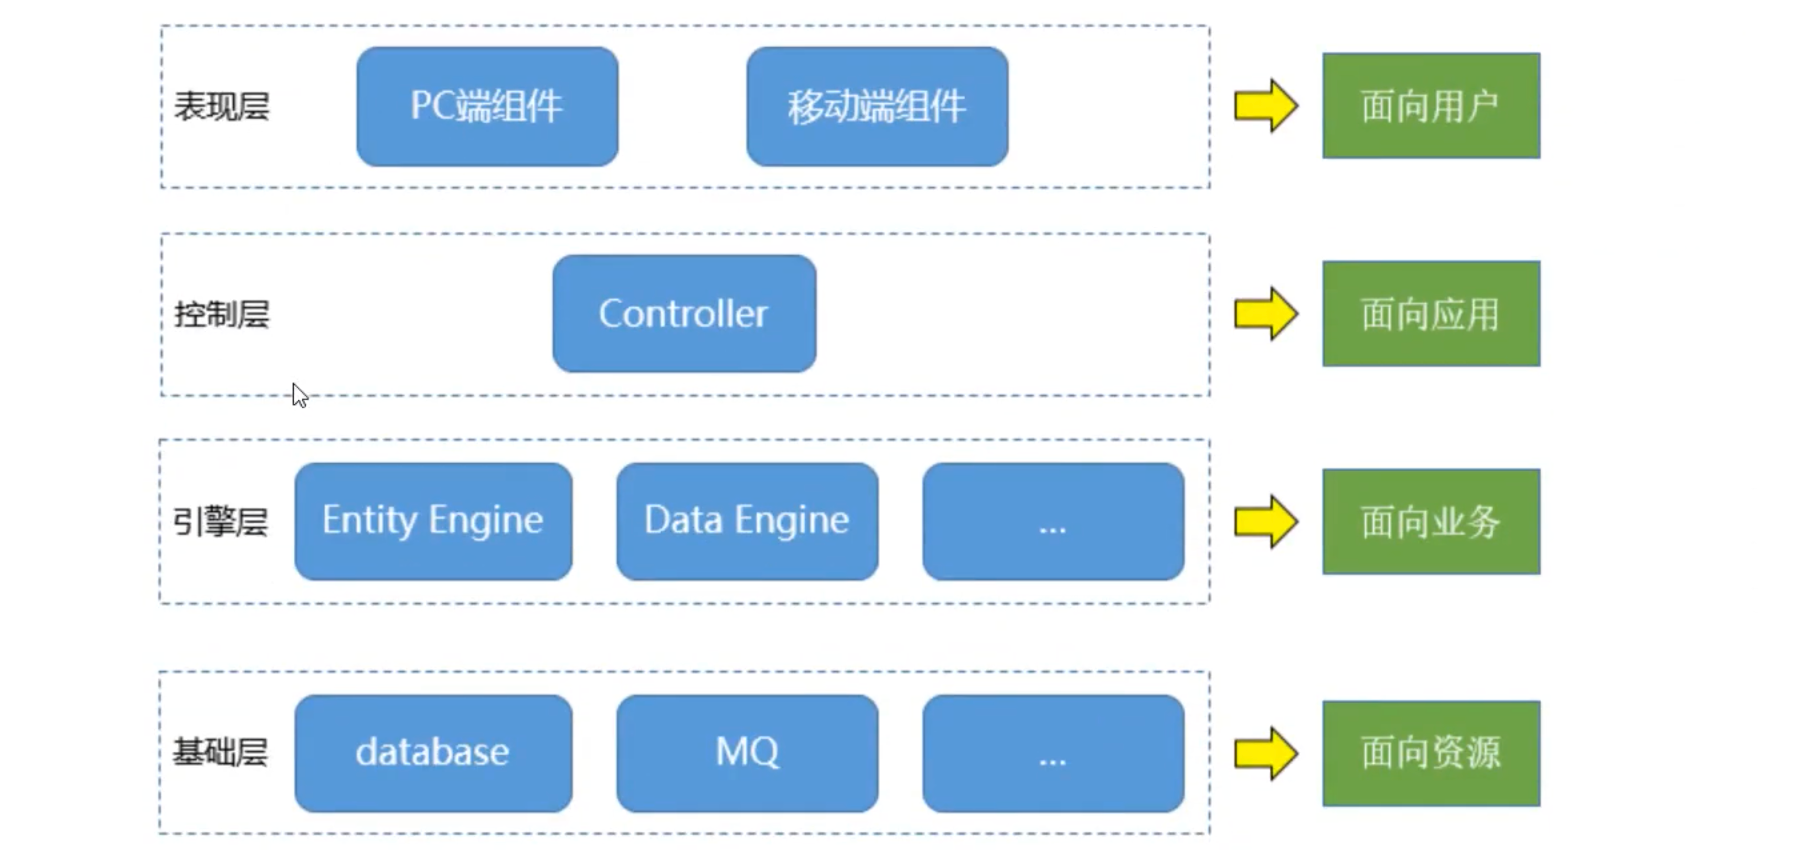 表现层
PC端组件
移动端组件
面向用户
控制层
Controller
面向应用
引擎层
Entity Engine
Data Engine
...
面向业务
基础层
database
MQ
...
面向资源